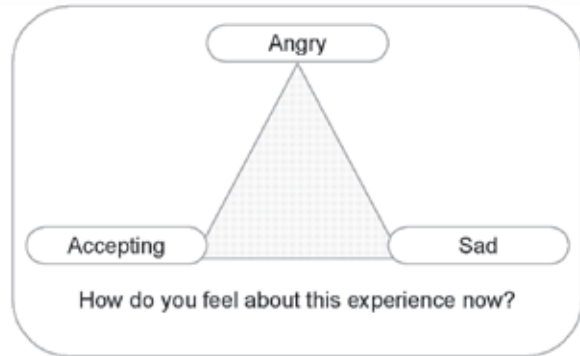 Angry
Accepting
Sad
How do you feel about this experience now?